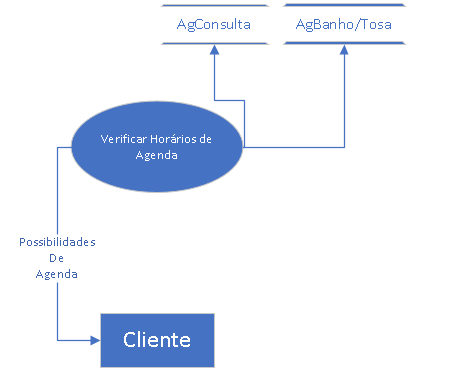 AgConsulta
AgBanho/Tosa
Verificar Horários de
Agenda
Possibilidades
De
Agenda
Cliente